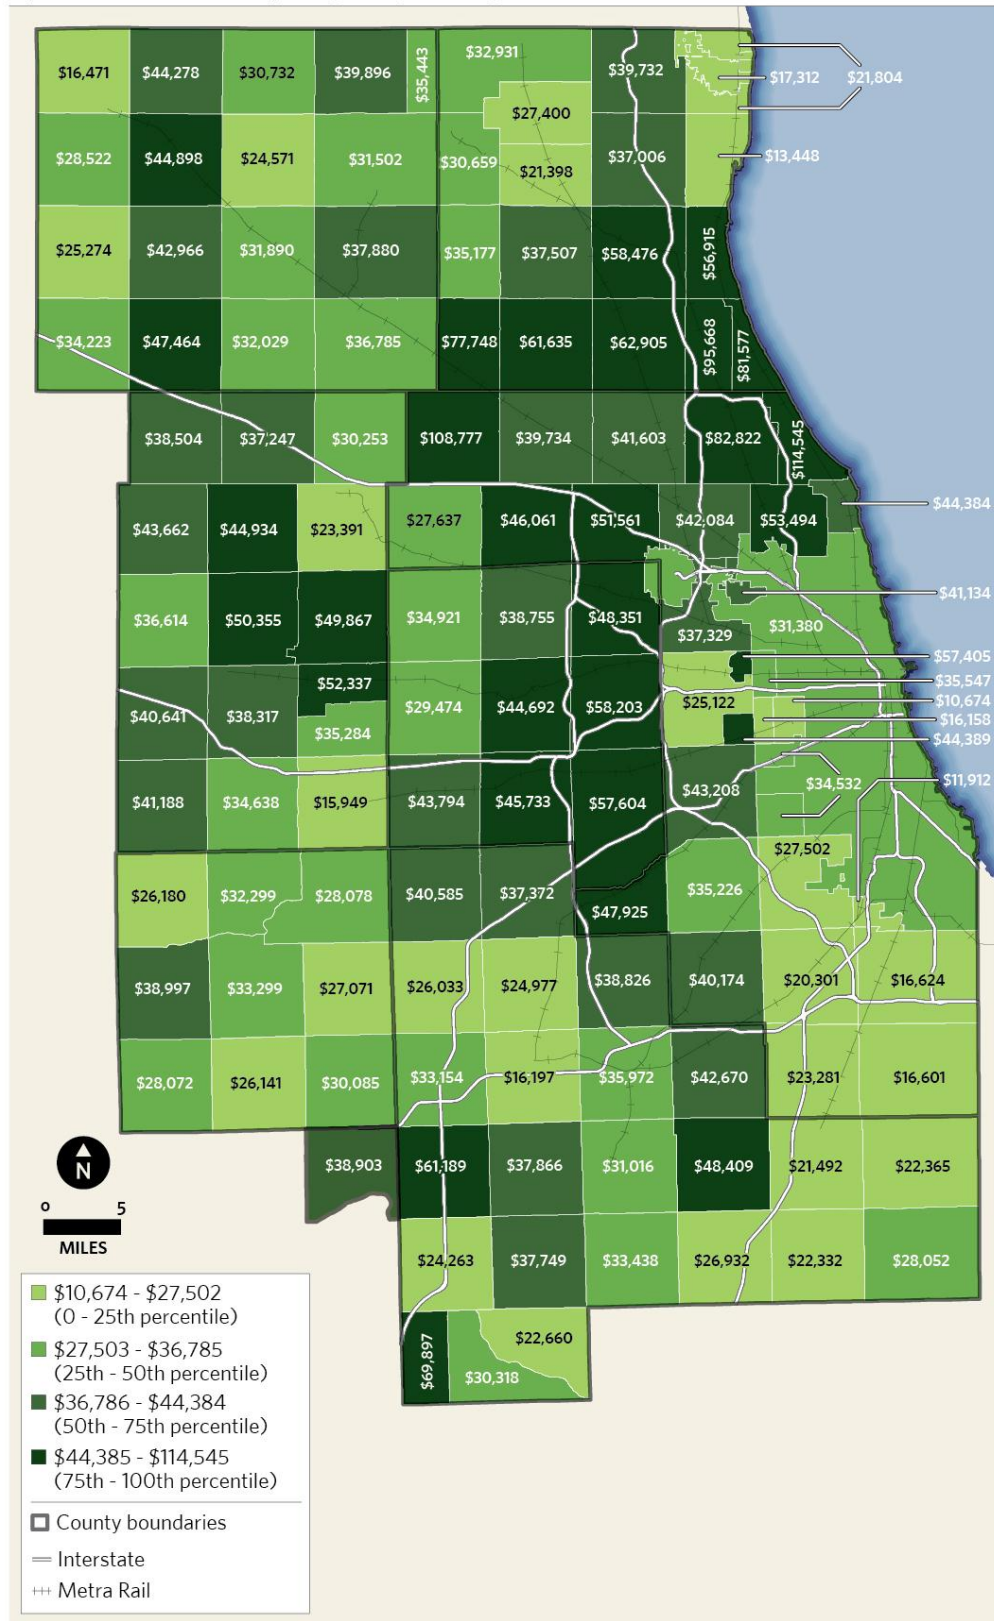 $16,471 $44,278 $30,732 $39,896 $35,443 $32,931 $39,732
$17,312 $21,804
$27,400
$28,522 $44,898 $24,571 $31,502 $30,659 $21,398 $37,006 $13,448
$25,274 $42,966 $31,890 $37,880 $35,177 $37,507 $58,476 $56,915
$34,223 $47,464 $32,029 $36,785 $77,748 $61,635 $62,905 $95,668 $81,577
$38,504 $37,247 $30,253 $108,777 $39,734 $41,603 $82,822 $114,545
$43,662 $44,934 $23,391 $27,637 $46,061 $51,561 $42,084 $53,494 $44,384
$41,134
$36,614 $50,355 $49,867 $34,921 $38,755 $48,351 $37,329 $31,380
$57,405
$52,337 $35,547
$40,641 $38,317 $29,474 $44,692 $58,203 $25,122 $10,674
$16,158
$35,284 $44,389
$41,188 $34,638 $15,949 $43,794 $45,733 $57,604 $43,208 $34,532 $11,912
$27,502
$26,180 $32,299 $28,078 $40,585 $37,372 $35,226
$47,925
$38,997 $33,299 $27,071 $26,033 $24,977 $38,826 $40,174 $20,301 $16,624
$28,072 $26,141 $30,085 $33,154 $16,197 $35,972 $42,670 $23,281 $16,601
$38,903 $61,189 $37,866 $31,016 $48,409 $21,492 $22,365
N
$24,263 $37,749 $33,438 $26,932 $22,332 $28,052
0 5
MILES
$69,897 $30,318 $22,660
$10,674 - $27,502
(0 - 25th percentile)
$27,503 - $36,785
(25th - 50th percentile)
$36,786 - $44,384
(50th - 75th percentile)
$44,385 - $114,545
(75th - 100th percentile)
County boundaries
Interstate
Metra Rail